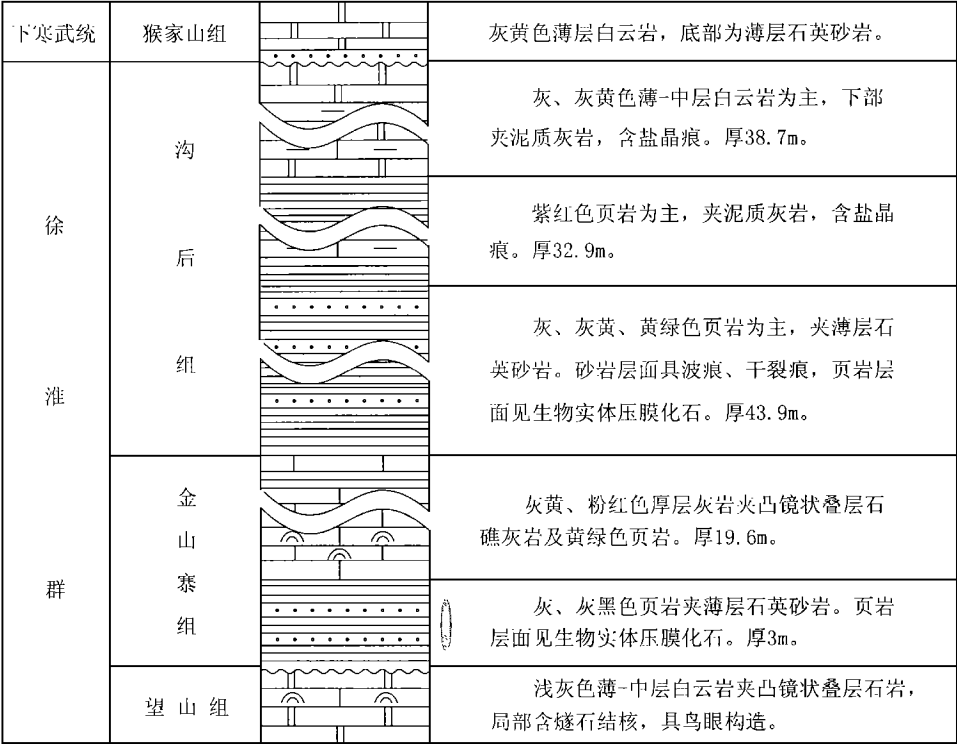 下寒武统
猴家山组
灰黄色薄层白云岩，底部为薄层石英砂岩。
徐
淮
群
沟
后
组
灰、灰黄色薄-中层白云岩为主，下部
夹泥质灰岩，含盐晶痕。厚38.7m。
紫红色页岩为主，夹泥质灰岩，含盐晶
痕。厚32.9m。
灰、灰黄、黄绿色页岩为主，夹薄层石
英砂岩。砂岩层面具波痕、干裂痕，页岩层
面见生物实体压膜化石。厚43.9m。
金
山
寨
组
灰黄、粉红色厚层灰岩夹凸镜状叠层石
礁灰岩及黄绿色页岩。厚19.6m。
灰、灰黑色页岩夹薄层石英砂岩。页岩
层面见生物实体压膜化石。厚3m。
望山组
浅灰色薄-中层白云岩夹凸镜状叠层石岩，
局部含燧石结核，具鸟眼构造。